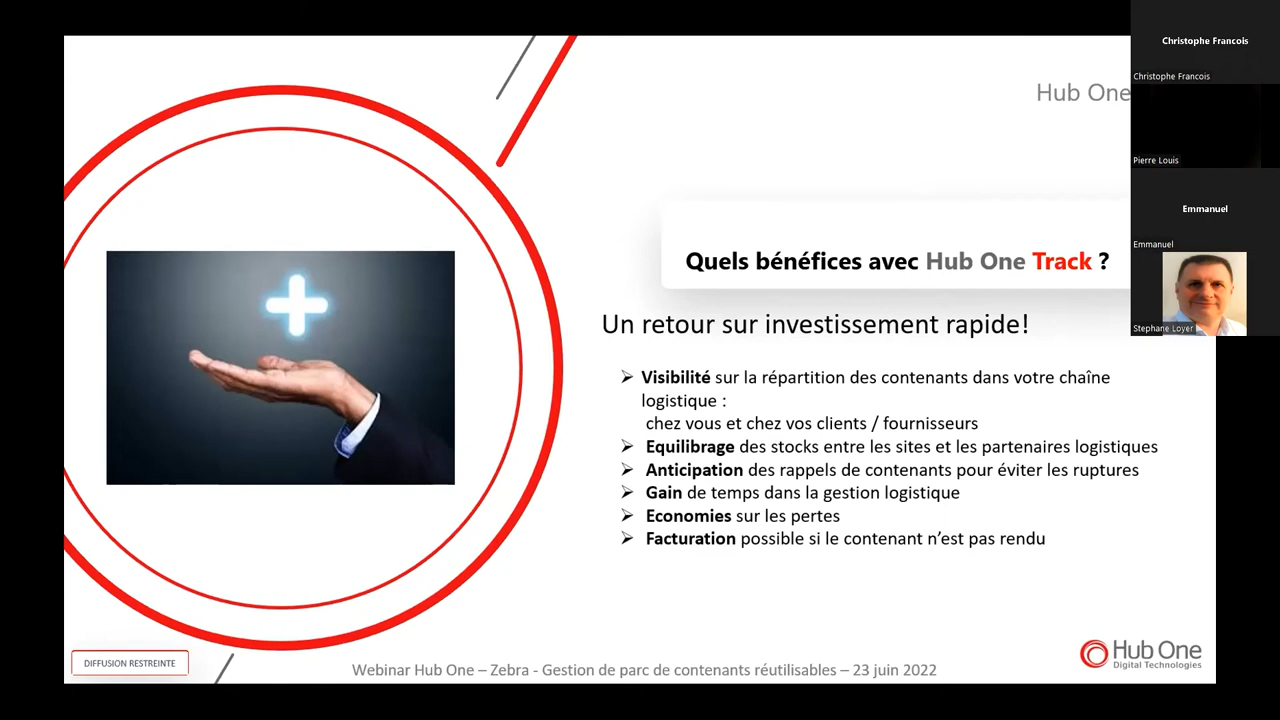 Christophe Francois
Christophe Francois
Hub One
Pierre Louis
Emmanuel
Emmanuel
Stephane Loyer
Quels bénéfices avec Hub One Track ?
Un retour sur investissement rapide!
➢ Visibilité sur la répartition des contenants dans votre chaîne
logistique :
chez vous et chez vos clients / fournisseurs
➢ Equilibrage des stocks entre les sites et les partenaires logistiques
➢ Anticipation des rappels de contenants pour éviter les ruptures
➢ Gain de temps dans la gestion logistique
➢ Economies sur les pertes
➢ Facturation possible si le contenant n’est pas rendu
DIFFUSION RESTREINTE
Webinar Hub One – Zebra - Gestion de parc de contenants réutilisables – 23 juin 2022
Hub One
Digital Technologies